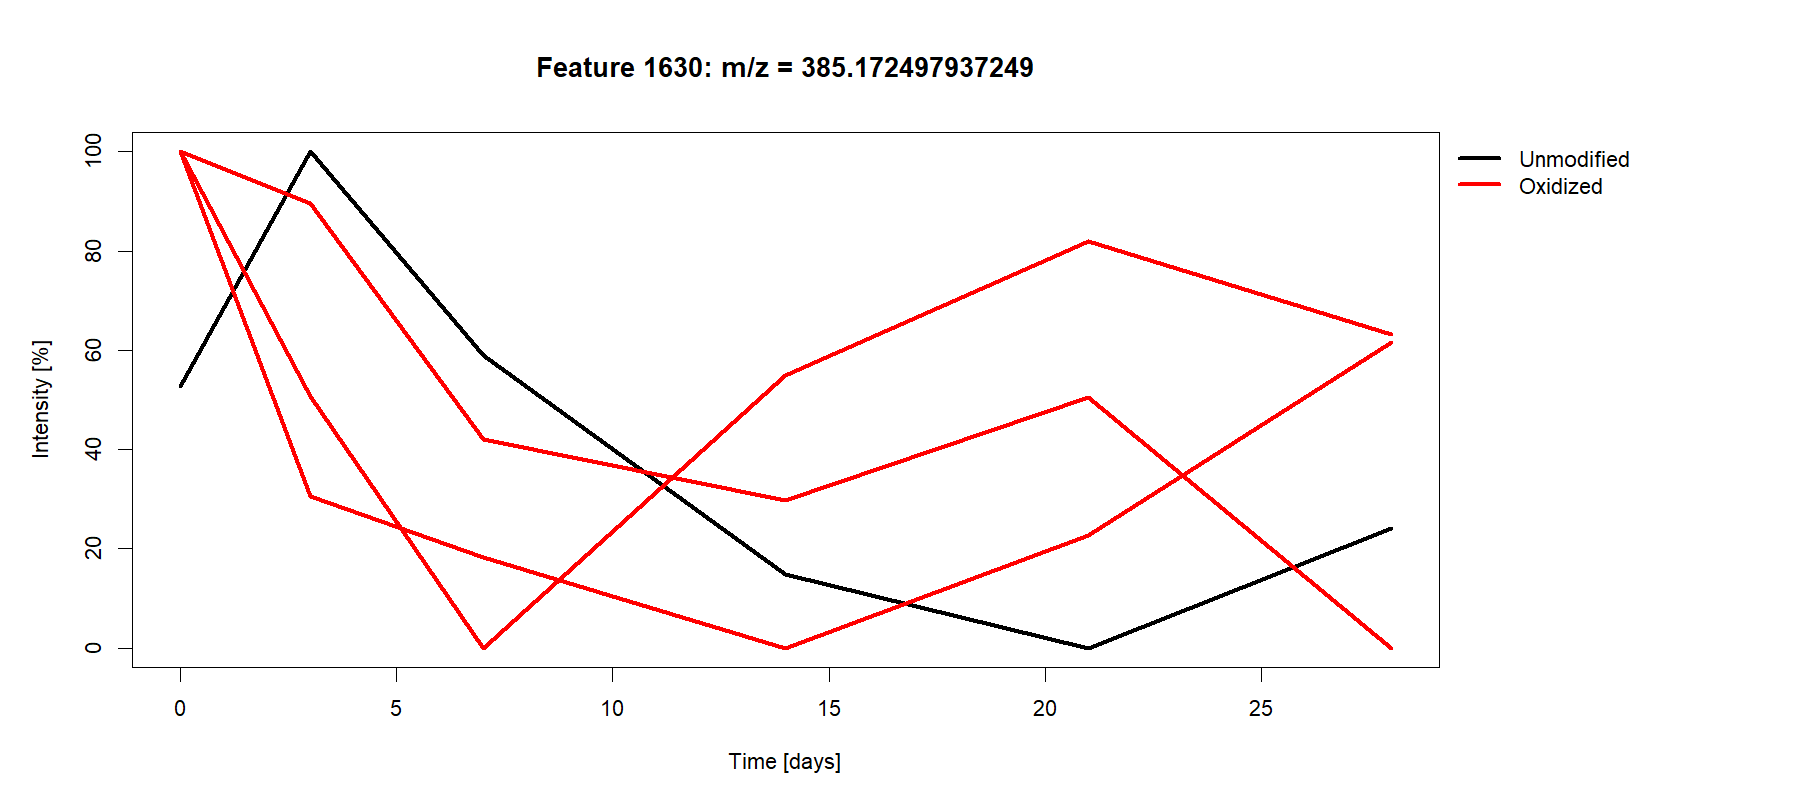 Feature 1630: m/z = 385.172497937249
Unmodified
Oxidized
Intensity [%]
100
80
60
40
20
0
0 5 10 15 20 25
Time [days]